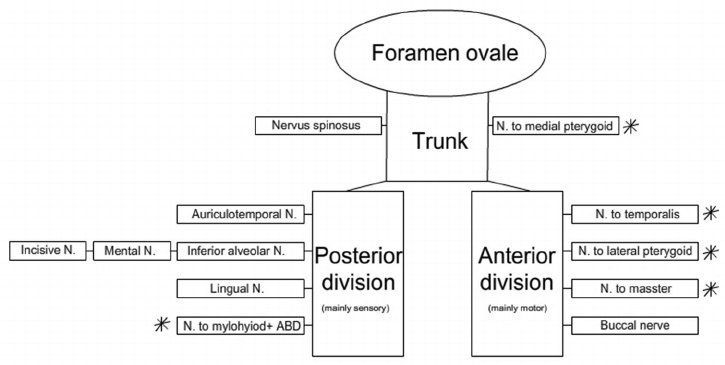 Foramen ovale
Nervus spinosus
Trunk
N. to medial pterygoid
Auriculotemporal N.
Incisive N.
Mental N.
Inferior alveolar N.
Lingual N.
N. to mylohyiod+ ABD
Posterior
division
(mainly sensory)
Anterior
division
(mainly motor)
N. to temporalis
N. to lateral pterygoid
N. to masster
Buccal nerve